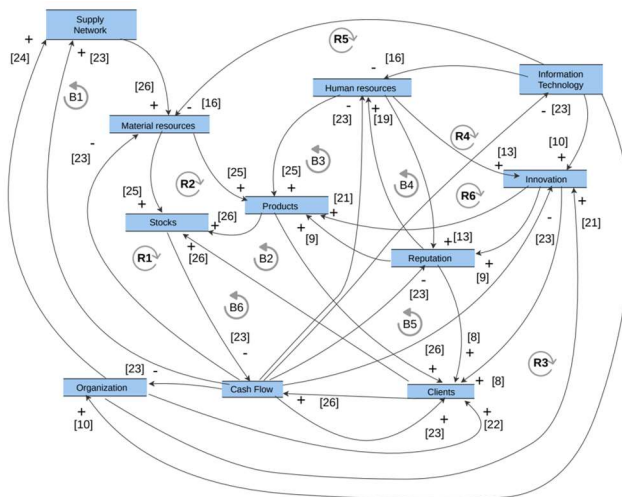 Supply
Network
+
[24]
+
[23]
B1
[26]
+
-
[16]
Material resources
-
[23]
R5
-
[16]
Human resources
-
[23]
+
[19]
Information
Technology
-
[23]
R4
[10]
+
[13]
+
Innovation
+
[21]
R2
[25]
+
B3
[25]
+
Products
[21]
+
B4
R6
-
[23]
[25]
+
Stocks
[26]
+
+
[9]
+
[13]
Reputation
-
[23]
+
[9]
R1
+
[26]
B2
B6
B5
[23]
-
[8]
+
[26]
+
R3
[23]
-
Organization
Cash Flow
+
[26]
Clients
+
[8]
+
[10]
+
[23]
+
[22]